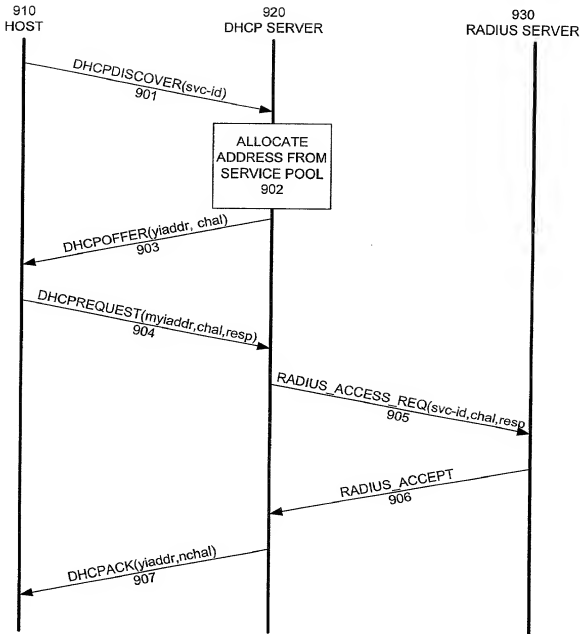 910
HOST
920
DHCP SERVER
930
RADIUS SERVER
DHCPDISCOVER(svc-id)
901
ALLOCATE
ADDRESS FROM
SERVICE POOL
902
DHCPOFFER(yiaddr, chal)
903
DHCPREQUEST(myiaddr,chal,resp)
904
RADIUS_ACCESS_REQ(svc-id,chal,resp
905
RADIUS_ACCEPT
906
DHCPACK(yiaddr,nchal)
907